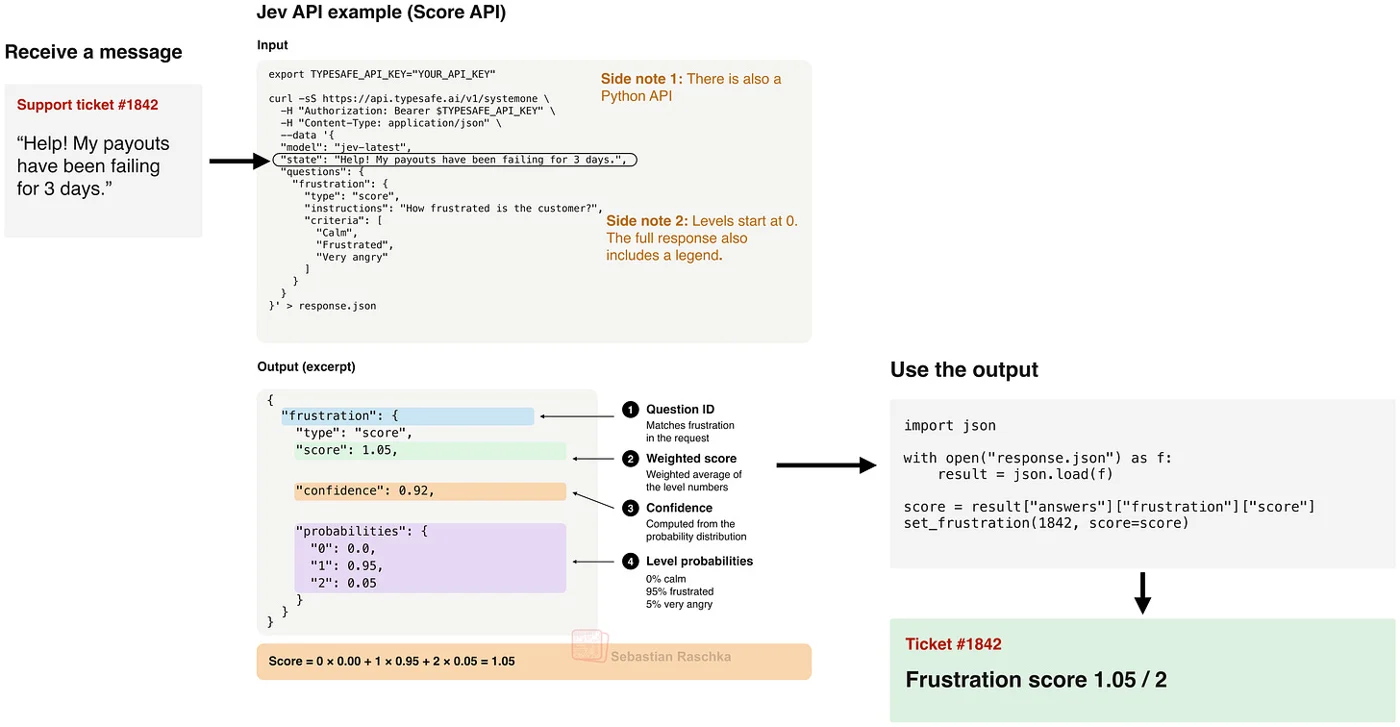 Jev API example (Score API)
Receive a message
Support ticket #1842
“Help! My payouts
have been failing
for 3 days.”
Input
export TYPESAFE_API_KEY="YOUR_API_KEY"
curl -sS https://api.typesafe.ai/v1/systemone \
-H "Authorization: Bearer $TYPESAFE_API_KEY" \
-H "Content-Type: application/json" \
--data '{
"model": "jev-latest",
"state": "Help! My payouts have been failing for 3 days.",
"questions": {
"frustration": {
"type": "score",
"instructions": "How frustrated is the customer?",
"criteria": [
"Calm",
"Frustrated",
"Very angry"
]
}
}
}' > response.json
Side note 1: There is also a
Python API
Side note 2: Levels start at 0.
The full response also
includes a legend.
Output (excerpt)
{
"frustration": {
"type": "score",
"score": 1.05,
"confidence": 0.92,
"probabilities": {
"0": 0.0,
"1": 0.95,
"2": 0.05
}
}
}
1 Question ID
Matches frustration
in the request
2 Weighted score
Weighted average of
the level numbers
3 Confidence
Computed from the
probability distribution
4 Level probabilities
0% calm
95% frustrated
5% very angry
Score = 0 × 0.00 + 1 × 0.95 + 2 × 0.05 = 1.05
Sebastian Raschka
Use the output
import json
with open("response.json") as f:
result = json.load(f)
score = result["answers"]["frustration"]["score"]
set_frustration(1842, score=score)
Ticket #1842
Frustration score 1.05 / 2